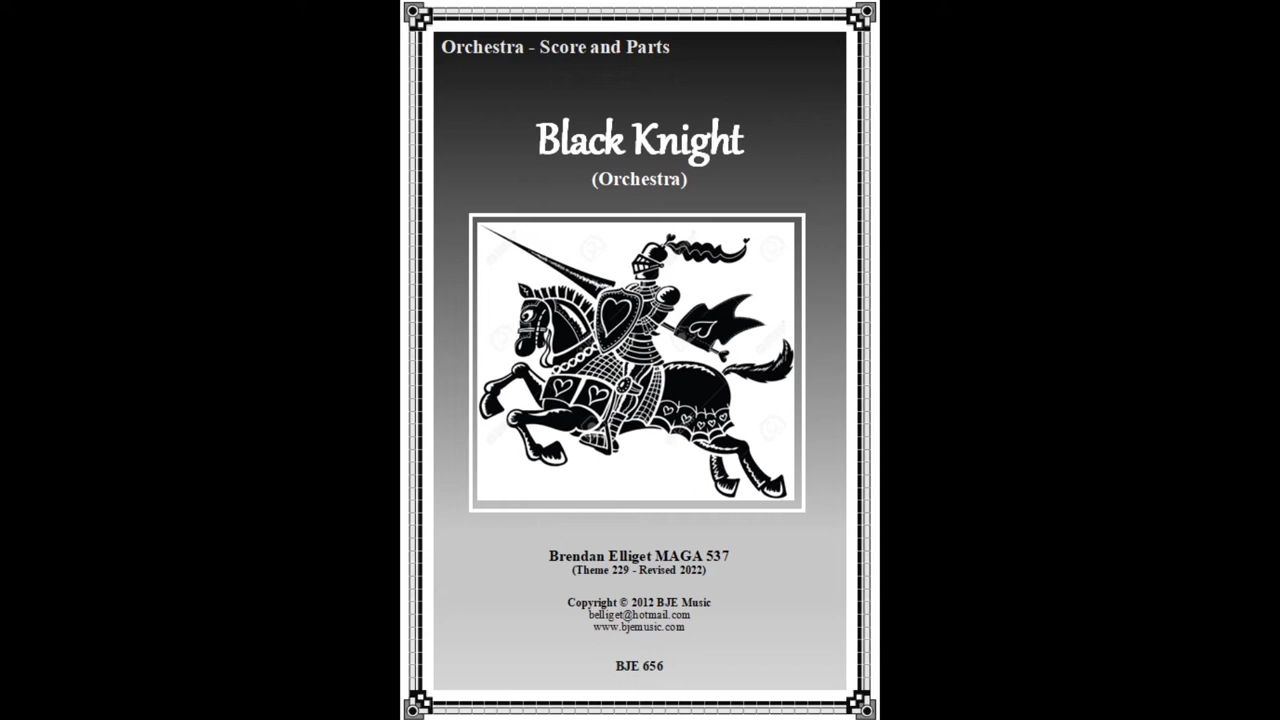 Orchestra - Score and Parts
Black Knight
(Orchestra)
Brendan Elliget MAGA 537
(Theme 229 - Revised 2022)
Copyright © 2012 BJE Music
belliget@hotmail.com
www.bjemusic.com
BJE 656